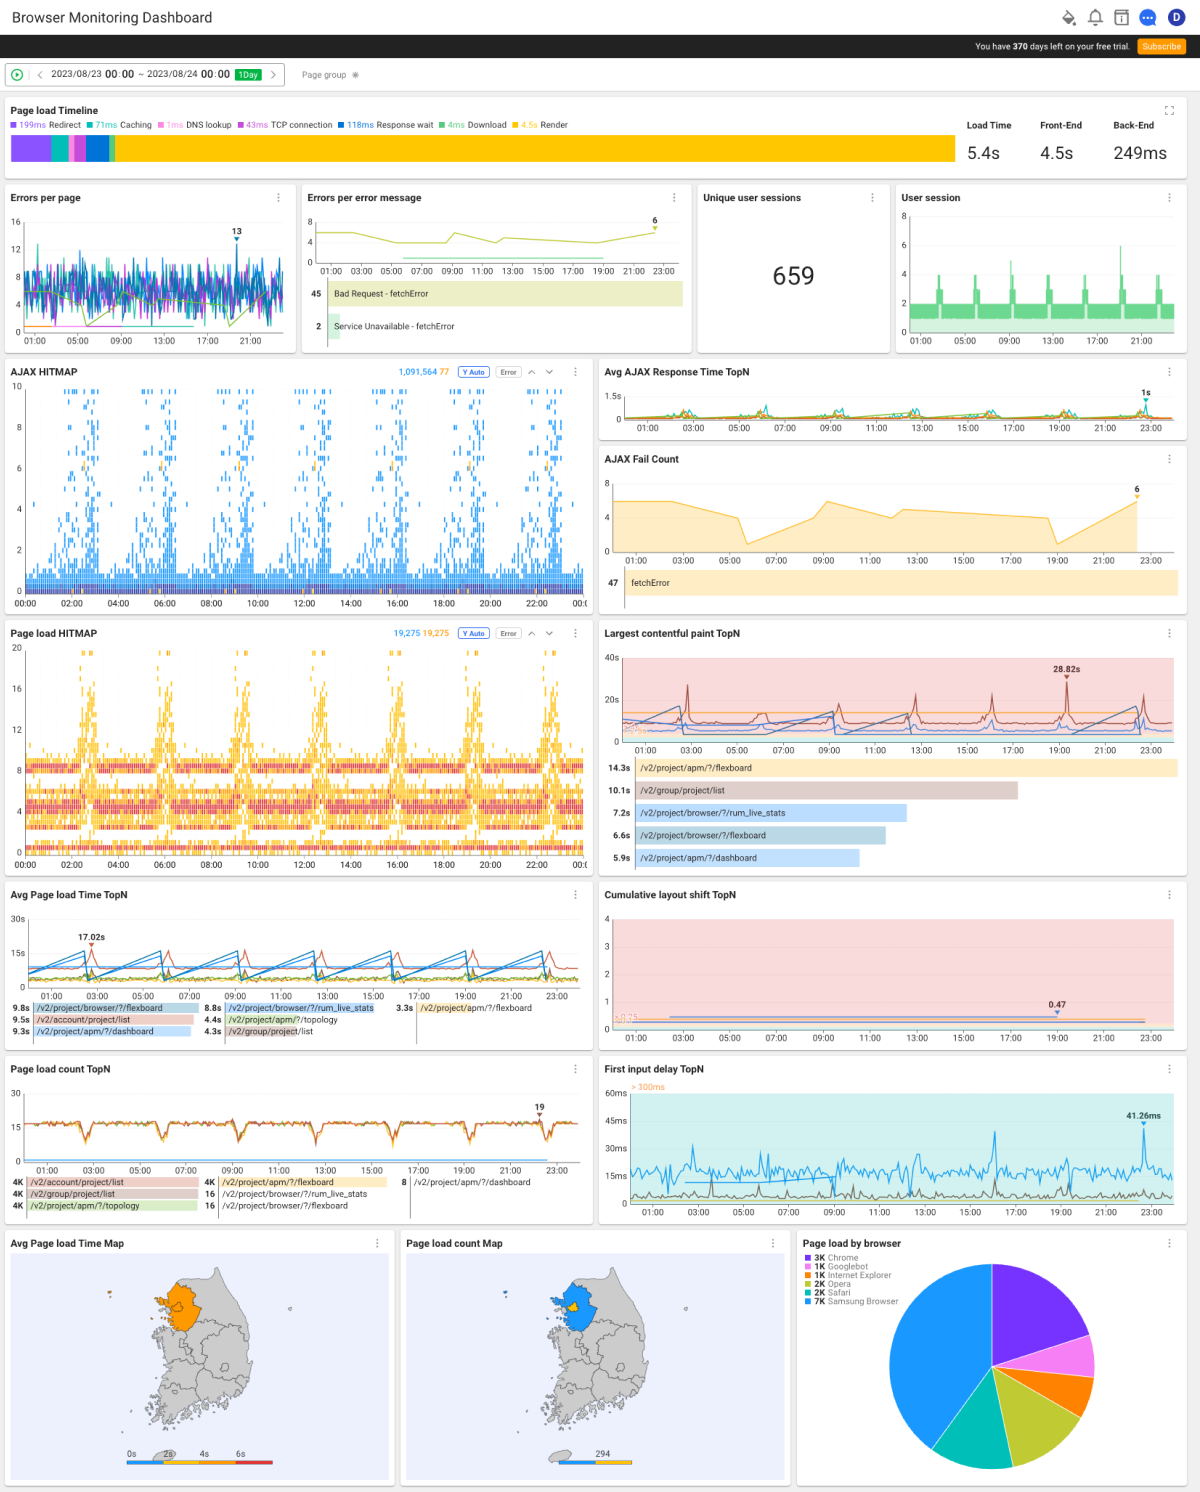 Browser Monitoring Dashboard
You have 370 days left on your free trial. Subscribe
2023/08/23 00:00 ~ 2023/08/24 00:00 1Day
Page group
Page load Timeline
199ms Redirect 71ms Caching 1ms DNS lookup 43ms TCP connection 118ms Response wait 4ms Download 4.5s Render
Load Time Front-End Back-End
5.4s 4.5s 249ms
Errors per page
13
16
12
8
4
0
01:00 05:00 09:00 13:00 17:00 21:00
Errors per error message
6
8
4
0
01:00 03:00 05:00 07:00 09:00 11:00 13:00 15:00 17:00 19:00 21:00 23:00
45 Bad Request - fetchError
2 Service Unavailable - fetchError
Unique user sessions
659
User session
8
6
4
2
0
01:00 05:00 09:00 13:00 17:00 21:00
AJAX HITMAP
1,091,564 77 Y Auto Error
10
8
6
4
2
0
00:00 02:00 04:00 06:00 08:00 10:00 12:00 14:00 16:00 18:00 20:00 22:00 00:(
Avg AJAX Response Time TopN
1s
1.5s
0
01:00 03:00 05:00 07:00 09:00 11:00 13:00 15:00 17:00 19:00 21:00 23:00
AJAX Fail Count
6
8
4
0
01:00 03:00 05:00 07:00 09:00 11:00 13:00 15:00 17:00 19:00 21:00 23:00
47 fetchError
Page load HITMAP
19,275 19,275 Y Auto Error
20
16
12
8
4
0
00:00 02:00 04:00 06:00 08:00 10:00 12:00 14:00 16:00 18:00 20:00 22:00 00:(
Largest contentful paint TopN
28.82s
40s
20s
0
01:00 03:00 05:00 07:00 09:00 11:00 13:00 15:00 17:00 19:00 21:00 23:00
14.3s /v2/project/apm/?/flexboard
10.1s /v2/group/project/list
7.2s /v2/project/browser/?/rum_live_stats
6.6s /v2/project/browser/?/flexboard
5.9s /v2/project/apm/?/dashboard
Avg Page load Time TopN
17.02s
30s
15s
0
01:00 03:00 05:00 07:00 09:00 11:00 13:00 15:00 17:00 19:00 21:00 23:00
9.8s /v2/project/browser/?/flexboard 8.8s /v2/project/browser/?/rum_live_stats 3.3s /v2/project/apm/?/flexboard
9.5s /v2/account/project/list 4.4s /v2/project/apm/?/topology
9.3s /v2/project/apm/?/dashboard 4.3s /v2/group/project/list
Cumulative layout shift TopN
0.47
4
3
2
1
0
01:00 03:00 05:00 07:00 09:00 11:00 13:00 15:00 17:00 19:00 21:00 23:00
Page load count TopN
19
30
15
0
01:00 03:00 05:00 07:00 09:00 11:00 13:00 15:00 17:00 19:00 21:00 23:00
4K /v2/account/project/list 4K /v2/project/apm/?/flexboard 8 /v2/project/apm/?/dashboard
4K /v2/group/project/list 16 /v2/project/browser/?/rum_live_stats
4K /v2/project/apm/?/topology 16 /v2/project/browser/?/flexboard
First input delay TopN
> 300ms
41.26ms
60ms
45ms
30ms
15ms
0
01:00 03:00 05:00 07:00 09:00 11:00 13:00 15:00 17:00 19:00 21:00 23:00
Avg Page load Time Map
0s 2s 4s 6s
Page load count Map
294
Page load by browser
3K Chrome
1K Googlebot
1K Internet Explorer
2K Opera
2K Safari
7K Samsung Browser